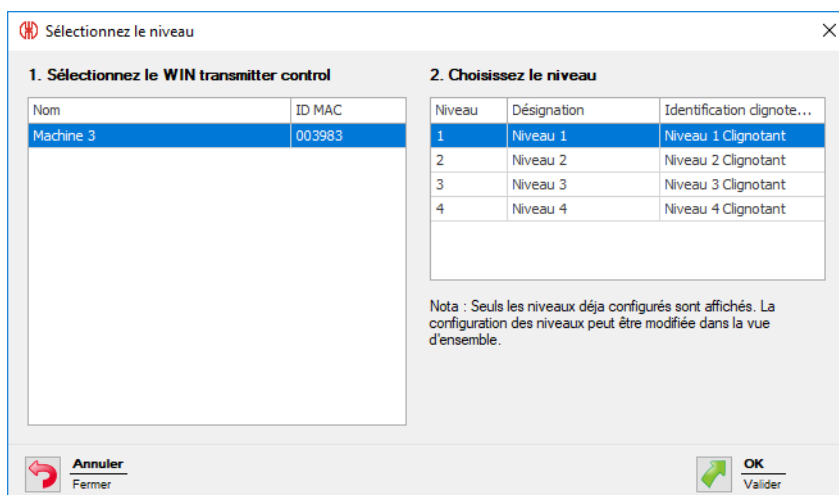 Sélectionnez le niveau
1. Sélectionnez le WIN transmitter control
Nom ID MAC
Machine 3 003983
2. Choisissez le niveau
Niveau Désignation Identification clignote...
1 Niveau 1 Niveau 1 Clignotant
2 Niveau 2 Niveau 2 Clignotant
3 Niveau 3 Niveau 3 Clignotant
4 Niveau 4 Niveau 4 Clignotant
Nota : Seuls les niveaux déja configurés sont affichés. La
configuration des niveaux peut être modifiée dans la vue
d'ensemble.
Annuler
Fermer
OK
Valider